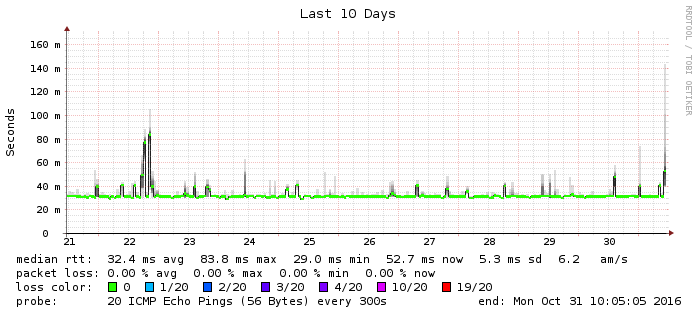 Last 10 Days
RRDTOOL / TOBI OETIKER
Seconds
160 m
140 m
120 m
100 m
80 m
60 m
40 m
20 m
0
21 22 23 24 25 26 27 28 29 30
median rtt: 32.4 ms avg 83.8 ms max 29.0 ms min 52.7 ms now 5.3 ms sd 6.2 am/s
packet loss: 0.00 % avg 0.00 % max 0.00 % min 0.00 % now
loss color: 0 1/20 2/20 3/20 4/20 10/20 19/20
probe: 20 ICMP Echo Pings (56 Bytes) every 300s end: Mon Oct 31 10:05:05 2016